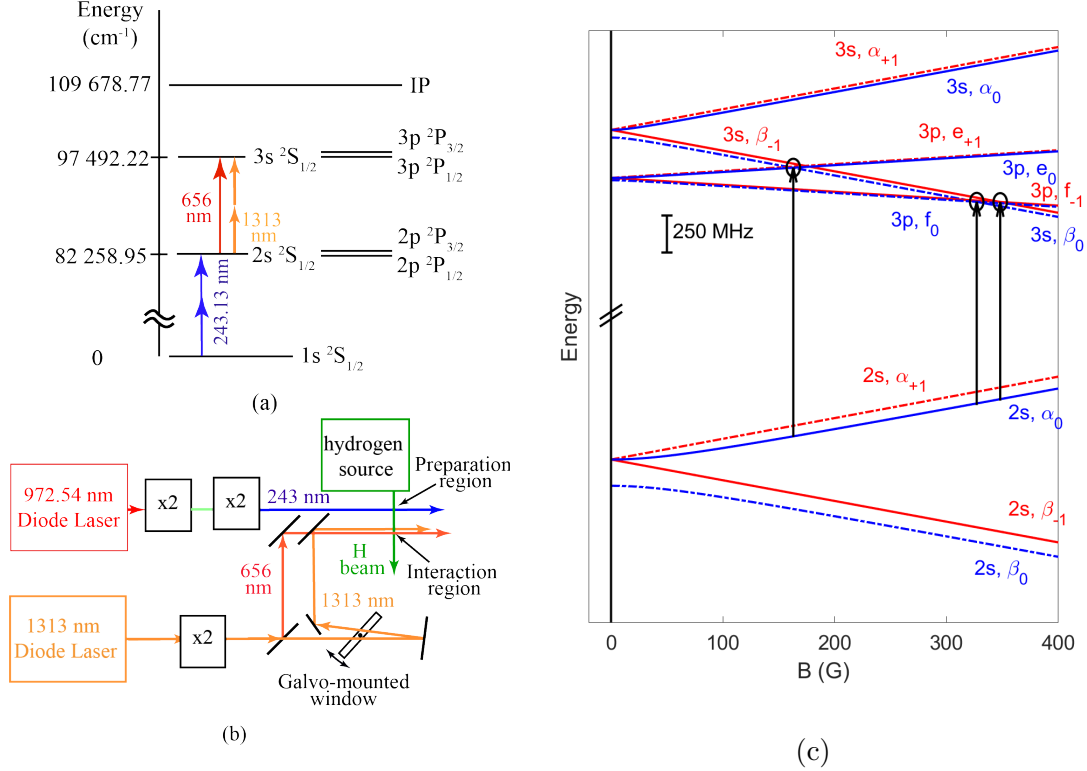 Energy
(cm⁻¹)
109 678.77
IP
3p ²P₃/₂
97 492.22
3s ²S₁/₂
3p ²P₁/₂
656
nm
1313
nm
2p ²P₃/₂
82 258.95
2s ²S₁/₂
2p ²P₁/₂
243.13 nm
0
1s ²S₁/₂
(a)
hydrogen
source
Preparation
region
972.54 nm
Diode Laser
x2
x2
243 nm
656
nm
H
beam
Interaction
region
1313 nm
1313 nm
Diode Laser
x2
Galvo-mounted
window
(b)
3s, α₊₁
3s, α₀
3s, β₋₁
3p, e₊₁
3p, e₀
3p, f₋₁
3p, f₀
3s, β₀
250 MHz
Energy
2s, α₊₁
2s, α₀
2s, β₋₁
2s, β₀
0 100 200 300 400
B (G)
(c)